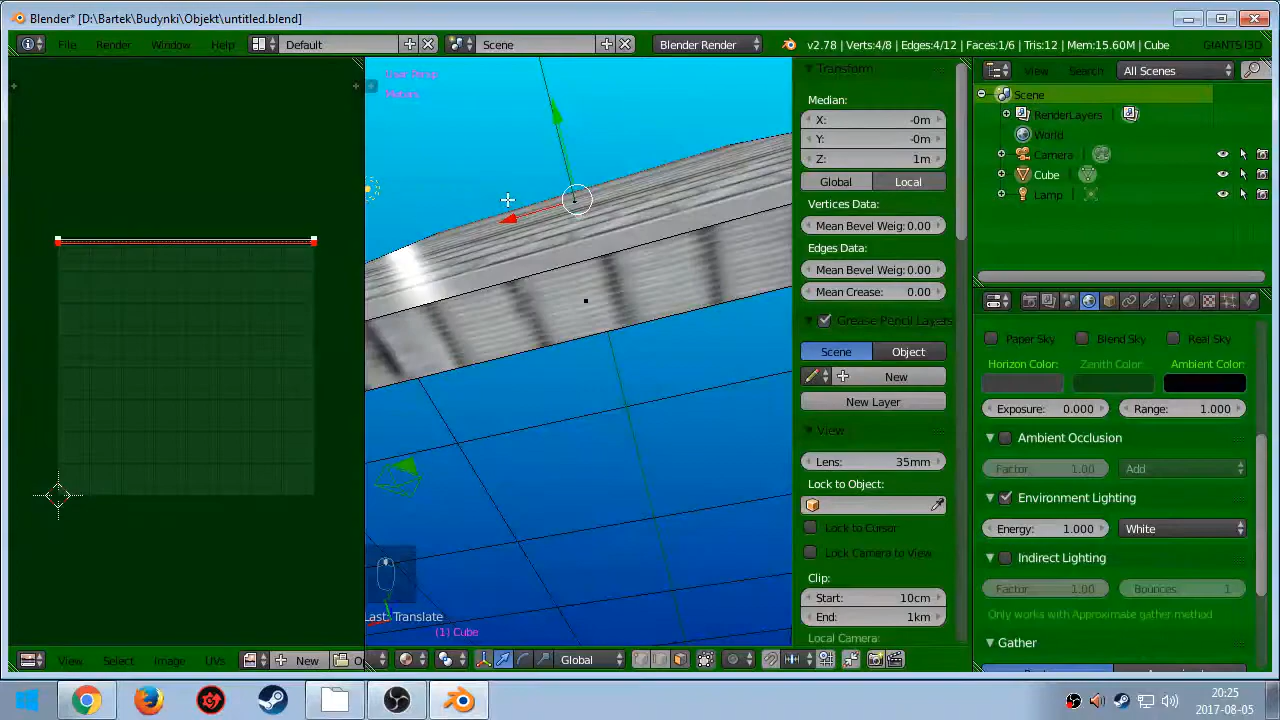 Blender* [D:\Bartek\Budynki\Objekt\untitled.blend]
File Render Window Help Default Scene Blender Render v2.78 | Verts:4/8 | Edges:4/12 | Faces:1/6 | Tris:12 | Mem:15.60M | Cube GIANTS I3D
User Persp
Meters
Transform
Median:
X: -0m
Y: -0m
Z: 1m
Global Local
Vertices Data:
Mean Bevel Weig: 0.00
Edges Data:
Mean Bevel Weig: 0.00
Mean Crease: 0.00
Grease Pencil Layers
Scene Object
New
New Layer
View
Lens: 35mm
Lock to Object:
Lock to Cursor
Lock Camera to View
Clip:
Start: 10cm
End: 1km
Local Camera:
View Search All Scenes
Scene
RenderLayers
World
Camera
Cube
Lamp
Paper Sky Blend Sky Real Sky
Horizon Color: Zenith Color: Ambient Color:
Exposure: 0.000 Range: 1.000
Ambient Occlusion
Factor: 1.00 Add
Environment Lighting
Energy: 1.000 White
Indirect Lighting
Factor: 1.00 Bounces: 1
Only works with Approximate gather method
Gather
Last: Translate
(1) Cube
View Select Image UVs New O
Global
20:25
2017-08-05